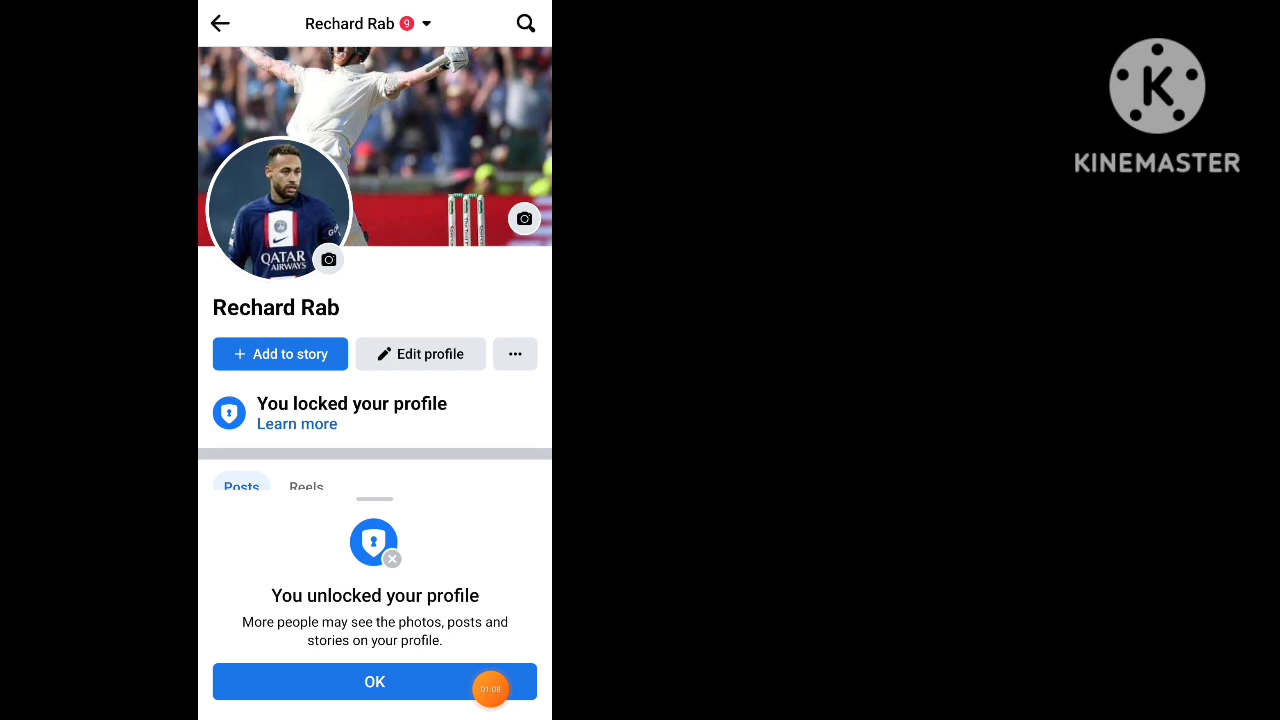 Rechard Rab 9
KINEMASTER
QATAR
AIRWAYS
Rechard Rab
+ Add to story
Edit profile
You locked your profile
Learn more
Posts
Reels
You unlocked your profile
More people may see the photos, posts and
stories on your profile.
OK
01:08